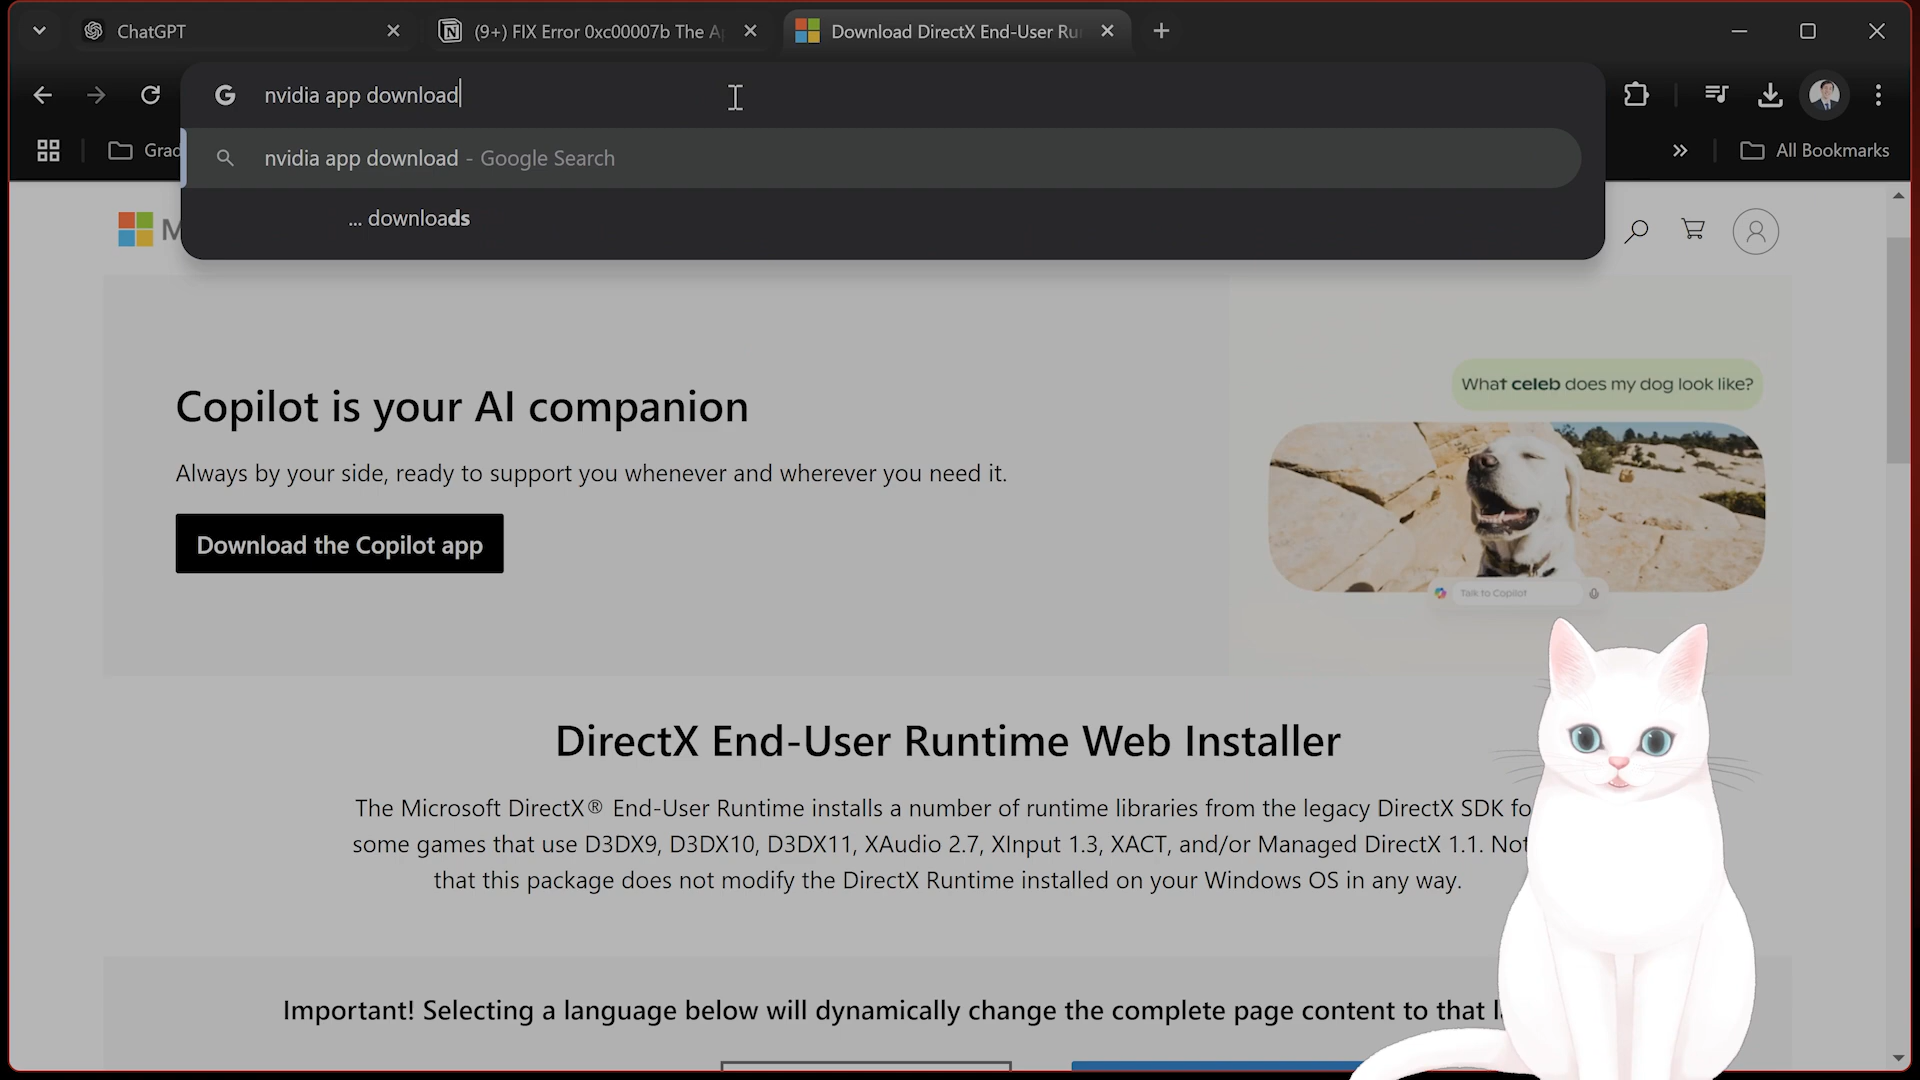 ChatGPT
(9+) FIX Error 0xc00007b The A
Download DirectX End-User Ru
nvidia app download
Grad
nvidia app download - Google Search
All Bookmarks
... downloads
M
Copilot is your AI companion
Always by your side, ready to support you whenever and wherever you need it.
Download the Copilot app
What celeb does my dog look like?
Talk to Copilot
DirectX End-User Runtime Web Installer
The Microsoft DirectX® End-User Runtime installs a number of runtime libraries from the legacy DirectX SDK fo
some games that use D3DX9, D3DX10, D3DX11, XAudio 2.7, XInput 1.3, XACT, and/or Managed DirectX 1.1. Not
that this package does not modify the DirectX Runtime installed on your Windows OS in any way.
Important! Selecting a language below will dynamically change the complete page content to that l